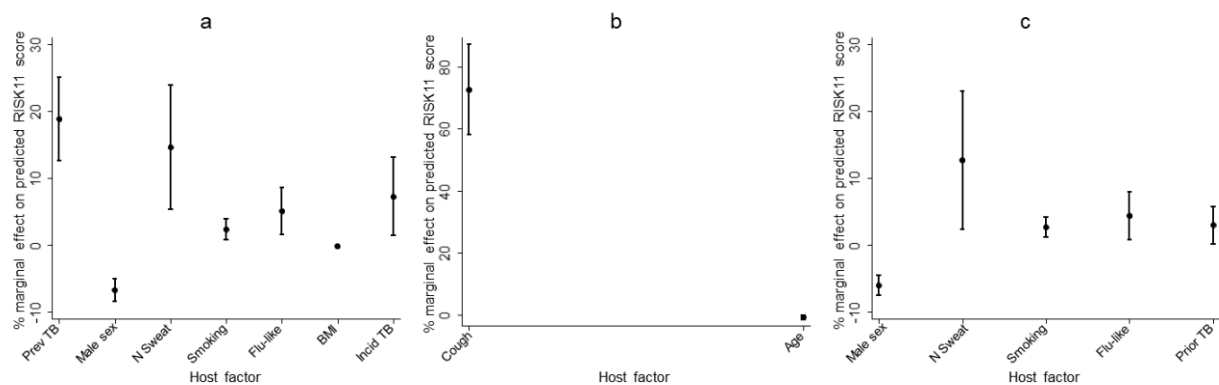 a
% marginal effect on predicted RISK11 score
30
20
10
0
-10
Prev TB
Male sex
N Sweat
Smoking
Flu-like
BMI
Incid TB
Host factor
b
% marginal effect on predicted RISK11 score
80
60
40
20
0
Cough
Age
Host factor
c
% marginal effect on predicted RISK11 score
30
20
10
0
-10
Male sex
N Sweat
Smoking
Flu-like
Prior TB
Host factor